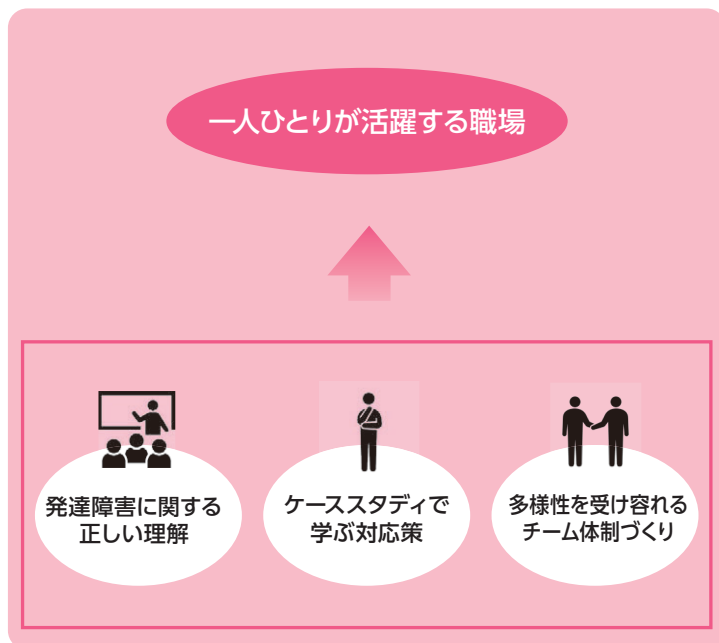 一人ひとりが活躍する職場
発達障害に関する
正しい理解
ケーススタディで
学ぶ対応策
多様性を受け容れる
チーム体制づくり